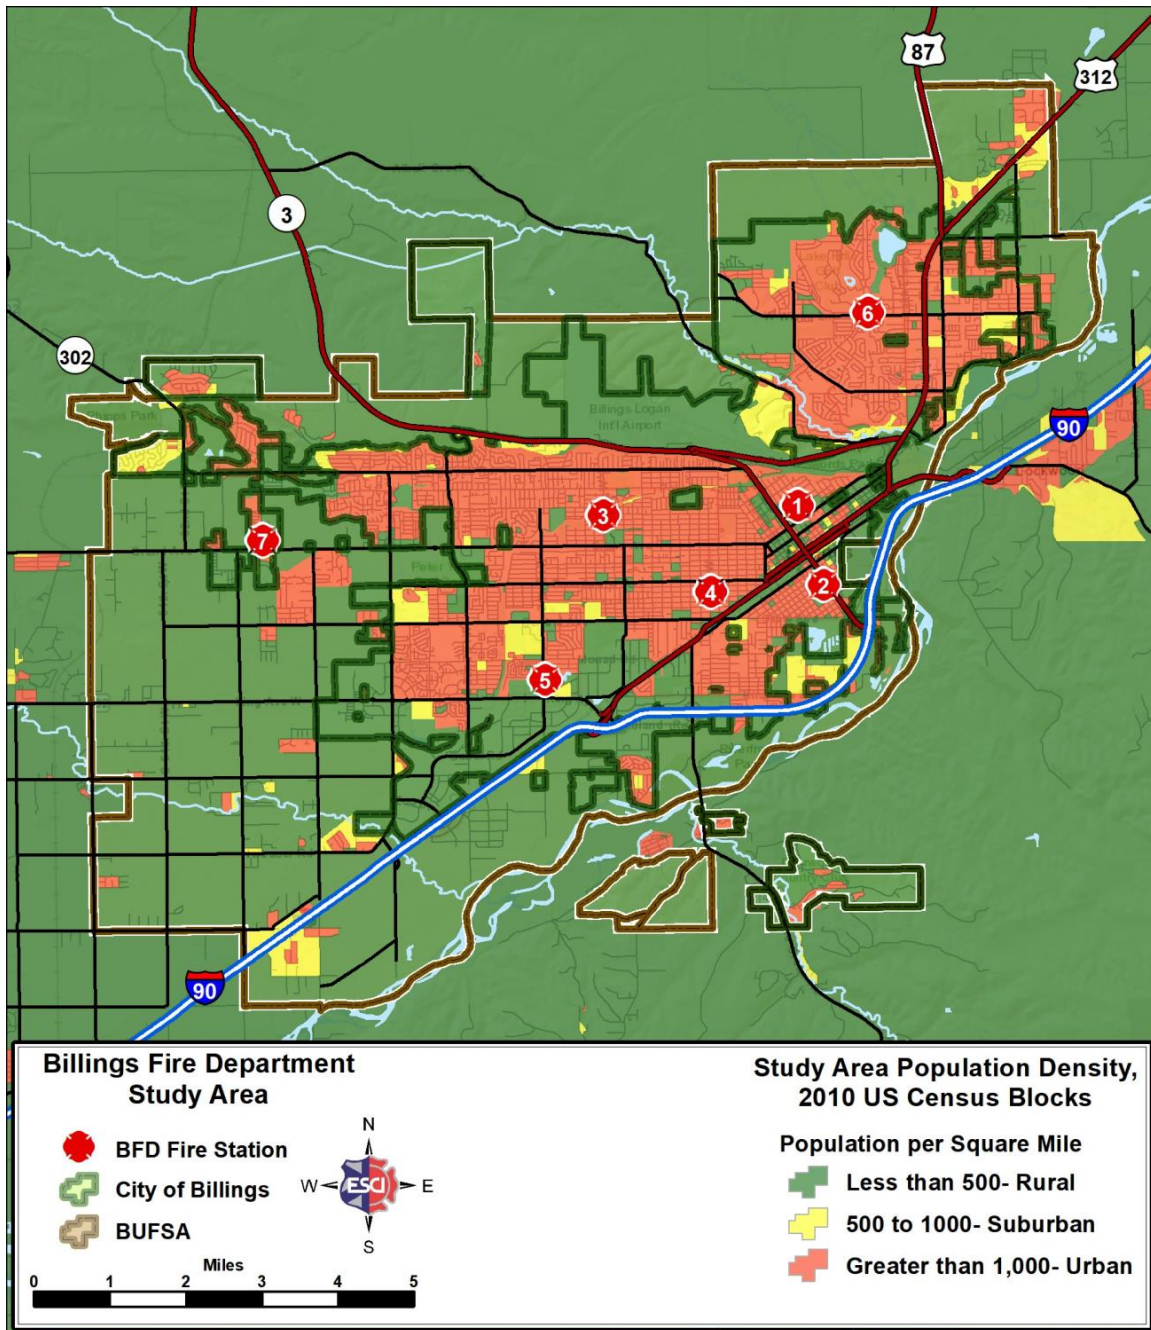 87
312
3
6
302
Phipps Park
Billings Logan
Int'l Airport
90
1
3
7
4
2
5
90
Billings Fire Department
Study Area
BFD Fire Station
City of Billings
BUFSA
N
W
ESCI
E
S
Miles
0 1 2 3 4 5
Study Area Population Density,
2010 US Census Blocks
Population per Square Mile
Less than 500- Rural
500 to 1000- Suburban
Greater than 1,000- Urban